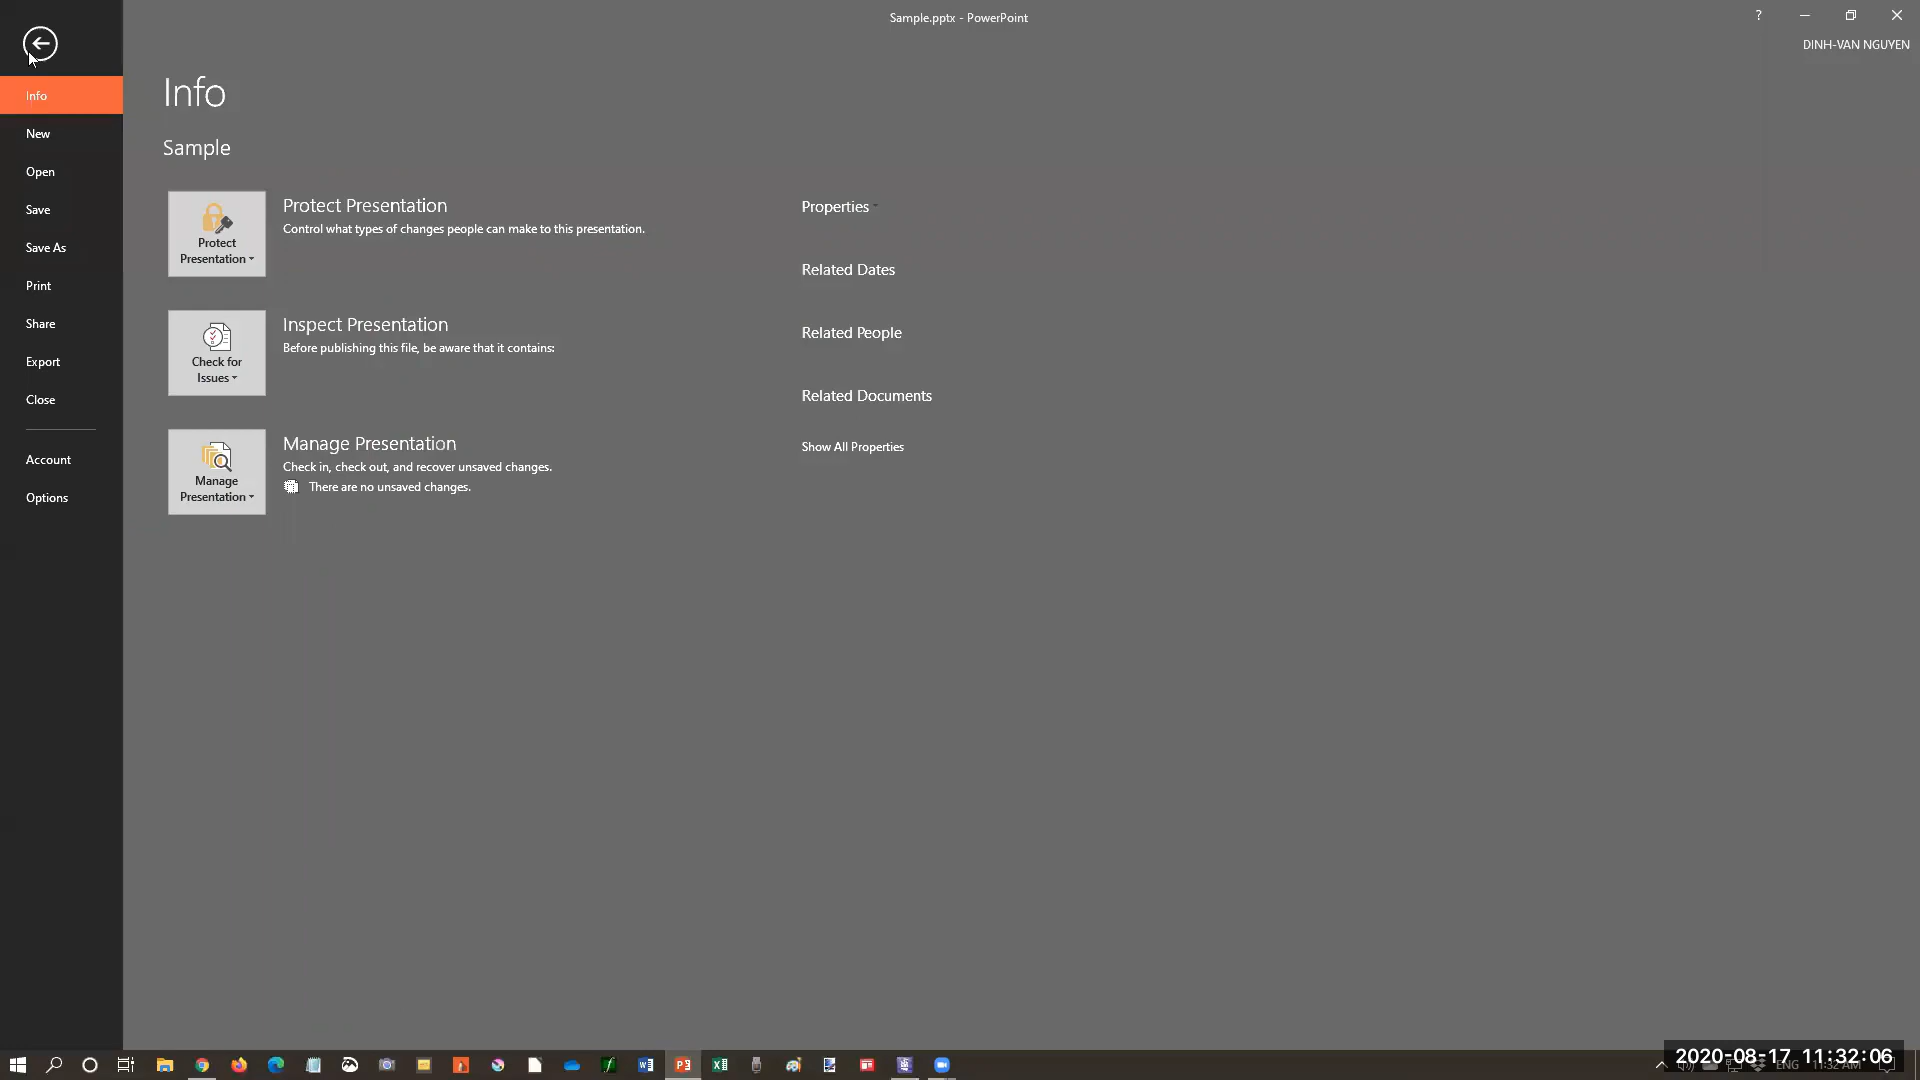 Sample.pptx - PowerPoint
?
DINH-VAN NGUYEN
Info
New
Open
Save
Save As
Print
Share
Export
Close
Account
Options
Info
Sample
Protect
Presentation
Protect Presentation
Control what types of changes people can make to this presentation.
Check for
Issues
Inspect Presentation
Before publishing this file, be aware that it contains:
Manage
Presentation
Manage Presentation
Check in, check out, and recover unsaved changes.
There are no unsaved changes.
Properties
Related Dates
Related People
Related Documents
Show All Properties
2020-08-17 11:32:06
ENG 11:32 AM